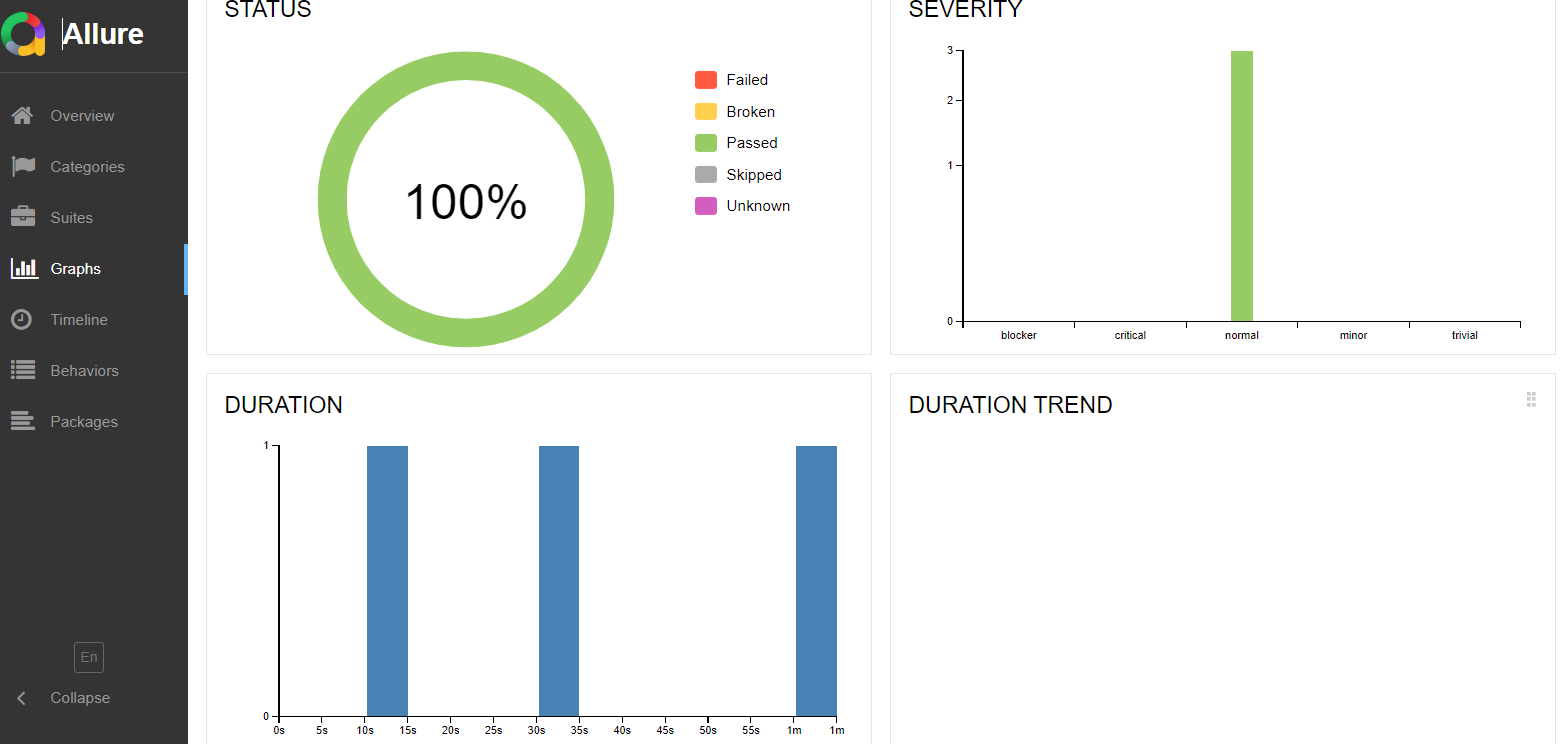 Allure
Overview
Categories
Suites
Graphs
Timeline
Behaviors
Packages
En
Collapse
STATUS
100%
Failed
Broken
Passed
Skipped
Unknown
SEVERITY
3
2
1
0
blocker critical normal minor trivial
DURATION
1
0
0s 5s 10s 15s 20s 25s 30s 35s 40s 45s 50s 55s 1m 1m
DURATION TREND